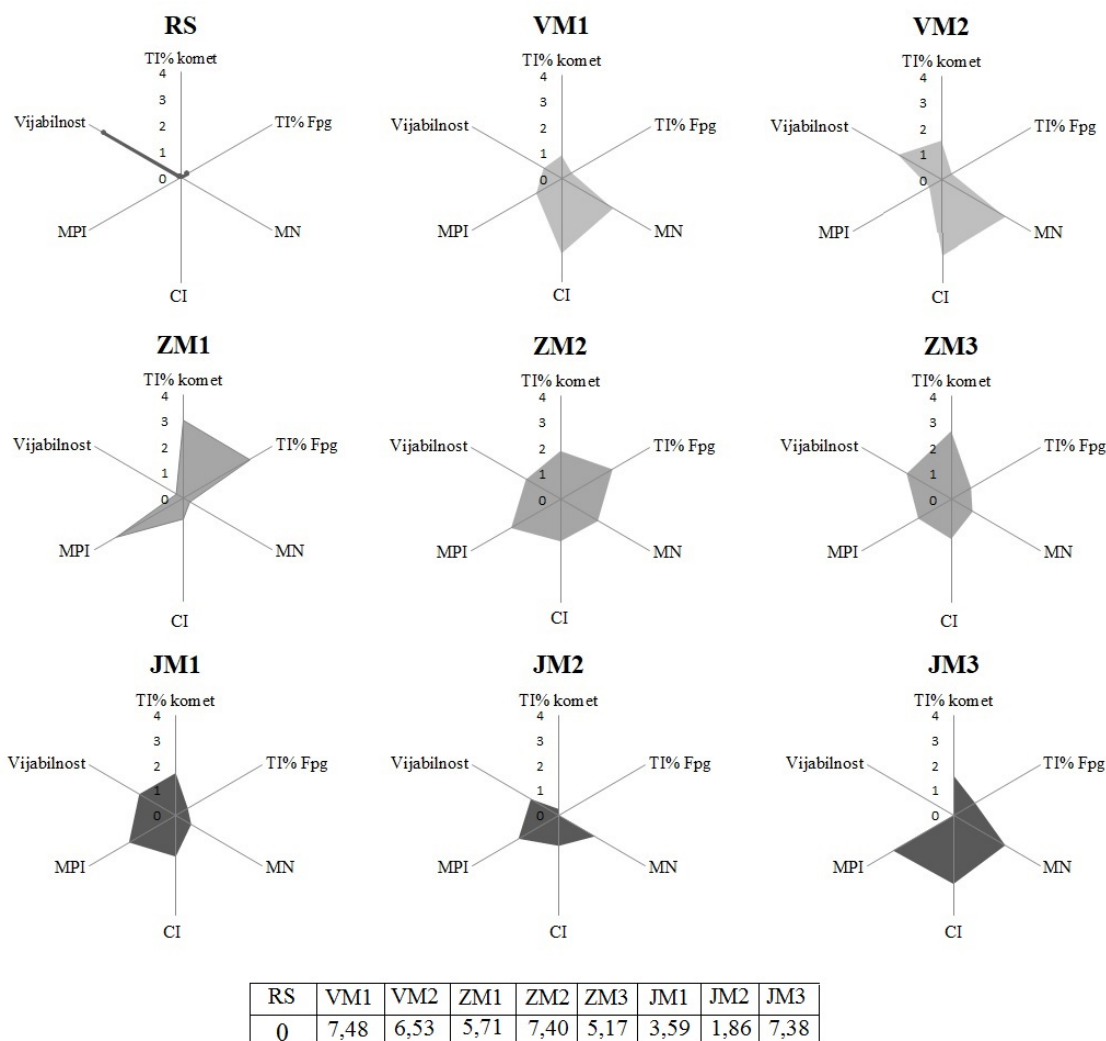 RS VM1 VM2
TI% komet TI% komet TI% komet
4 4 4
3 3 3
Vijabilnost TI% Fpg Vijabilnost TI% Fpg Vijabilnost TI% Fpg
2 2 2
1 1 1
0 0 0
MPI MN MPI MN MPI MN
CI CI CI
ZM1 ZM2 ZM3
TI% komet TI% komet TI% komet
4 4 4
3 3 3
Vijabilnost TI% Fpg Vijabilnost TI% Fpg Vijabilnost TI% Fpg
2 2 2
1 1 1
0 0 0
MPI MN MPI MN MPI MN
CI CI CI
JM1 JM2 JM3
TI% komet TI% komet TI% komet
4 4 4
3 3 3
Vijabilnost TI% Fpg Vijabilnost TI% Fpg Vijabilnost TI% Fpg
2 2 2
1 1 1
0 0 0
MPI MN MPI MN MPI MN
CI CI CI
RS VM1 VM2 ZM1 ZM2 ZM3 JM1 JM2 JM3
0 7,48 6,53 5,71 7,40 5,17 3,59 1,86 7,38